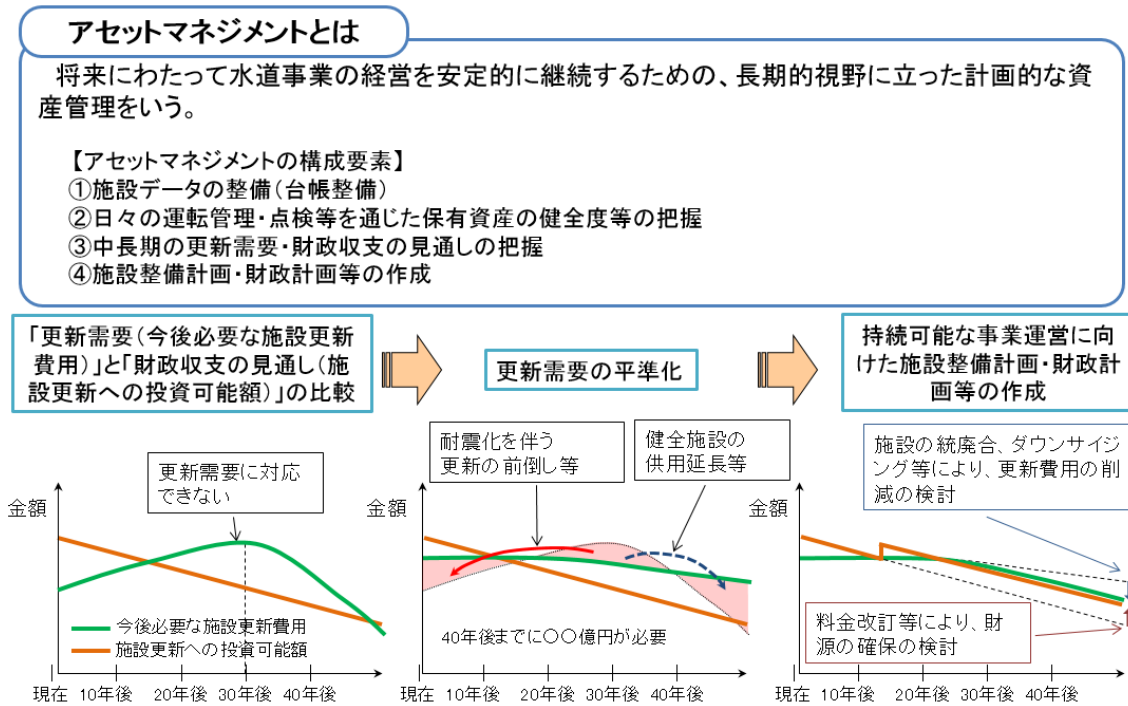 アセットマネジメントとは
将来にわたって水道事業の経営を安定的に継続するための、長期的視野に立った計画的な資
産管理をいう。
【アセットマネジメントの構成要素】
①施設データの整備(台帳整備)
②日々の運転管理・点検等を通じた保有資産の健全度等の把握
③中長期の更新需要・財政収支の見通しの把握
④施設整備計画・財政計画等の作成
「更新需要(今後必要な施設更新
費用)」と「財政収支の見通し(施
設更新への投資可能額)」の比較
更新需要の平準化
持続可能な事業運営に向
けた施設整備計画・財政計
画等の作成
更新需要に対応
できない
金額
今後必要な施設更新費用
施設更新への投資可能額
現在 10年後 20年後 30年後 40年後
耐震化を伴う
更新の前倒し等
健全施設の
供用延長等
金額
40年後までに〇〇億円が必要
現在 10年後 20年後 30年後 40年後
施設の統廃合、ダウンサイジ
ング等により、更新費用の削
減の検討
金額
料金改訂等により、財
源の確保の検討
現在 10年後 20年後 30年後 40年後